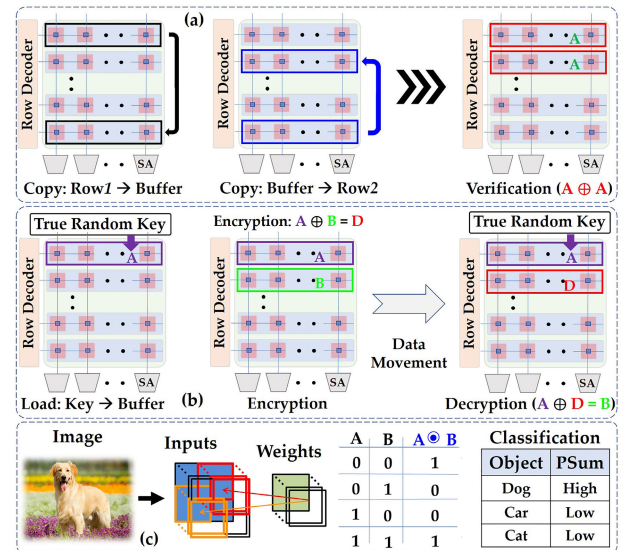 (a)
Row Decoder
SA
Copy: Row1 → Buffer
Row Decoder
SA
Copy: Buffer → Row2
Row Decoder
A
A
SA
Verification (A ⊕ A)
True Random Key
Row Decoder
A
SA
Load: Key → Buffer
(b)
Encryption: A ⊕ B = D
Row Decoder
A
B
SA
Encryption
Data
Movement
True Random Key
Row Decoder
A
D
SA
Decryption (A ⊕ D = B)
Image
(c)
Inputs
Weights
A B A ⊙ B
0 0 1
0 1 0
1 0 0
1 1 1
Classification
Object PSum
Dog High
Car Low
Cat Low